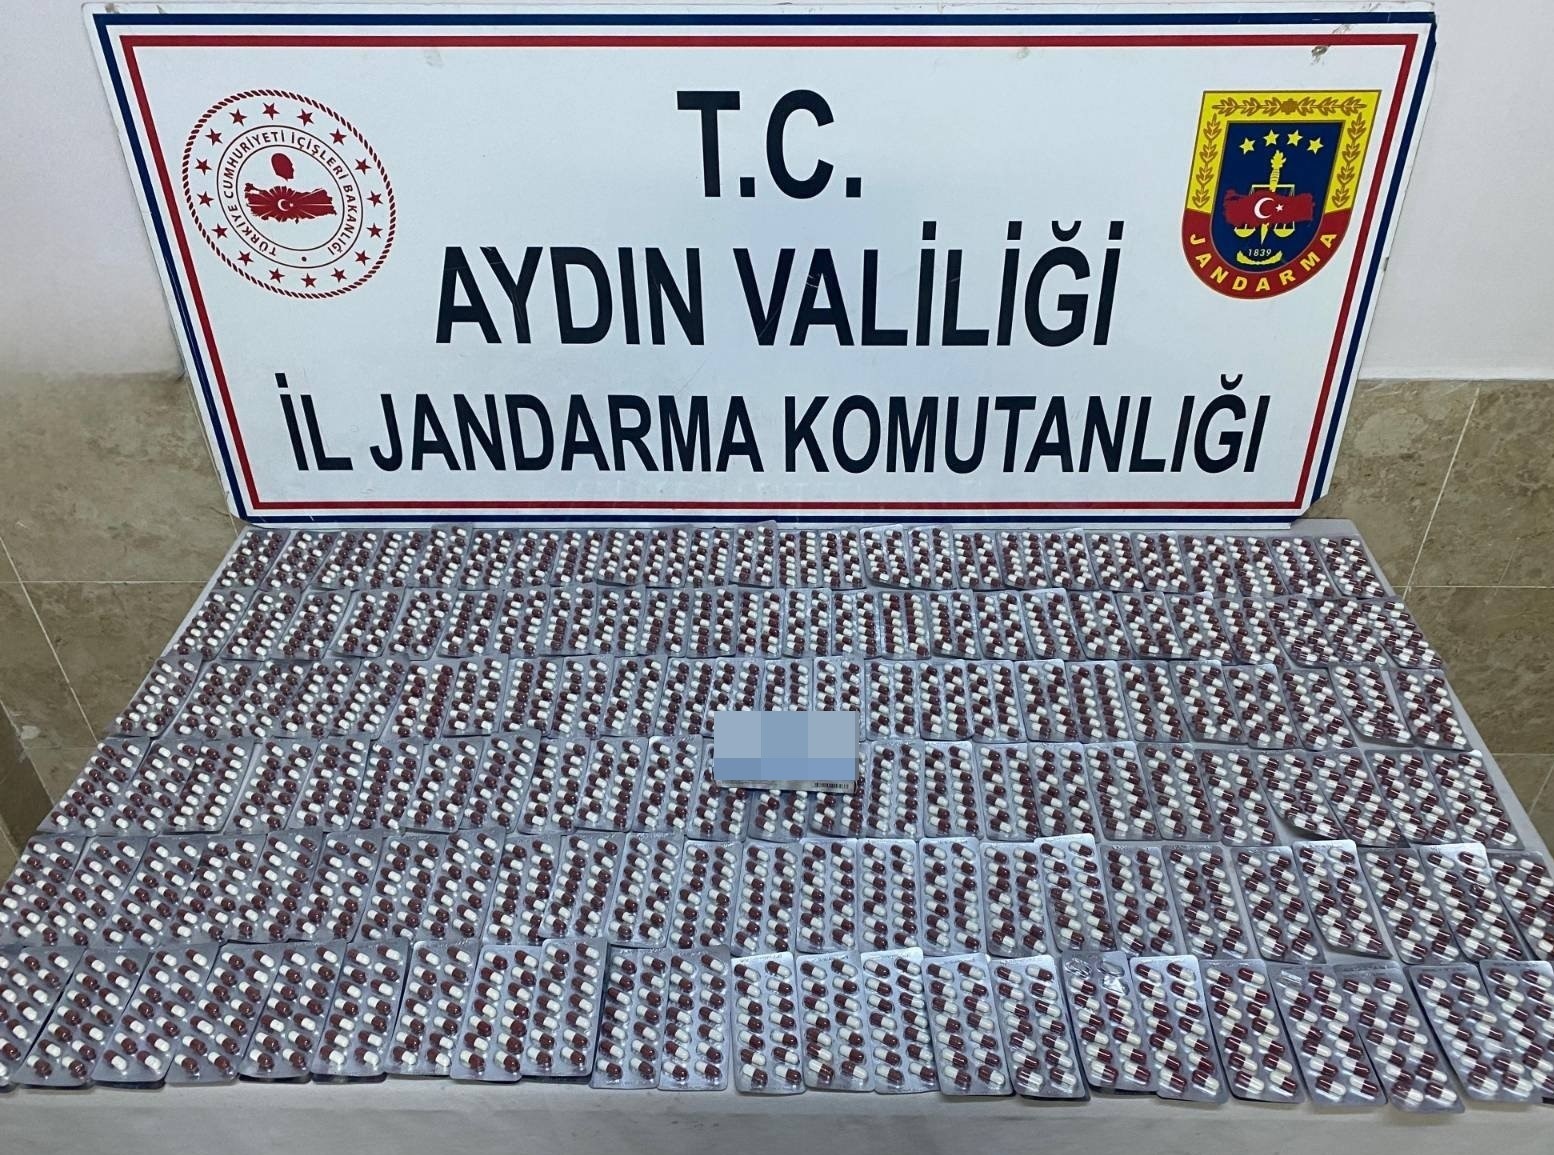 T.C.
AYDIN VALİLİĞİ
İL JANDARMA KOMUTANLIĞI
TÜRKİYE CUMHURİYETİ İÇİŞLERİ BAKANLIĞI
1839
JANDARMA